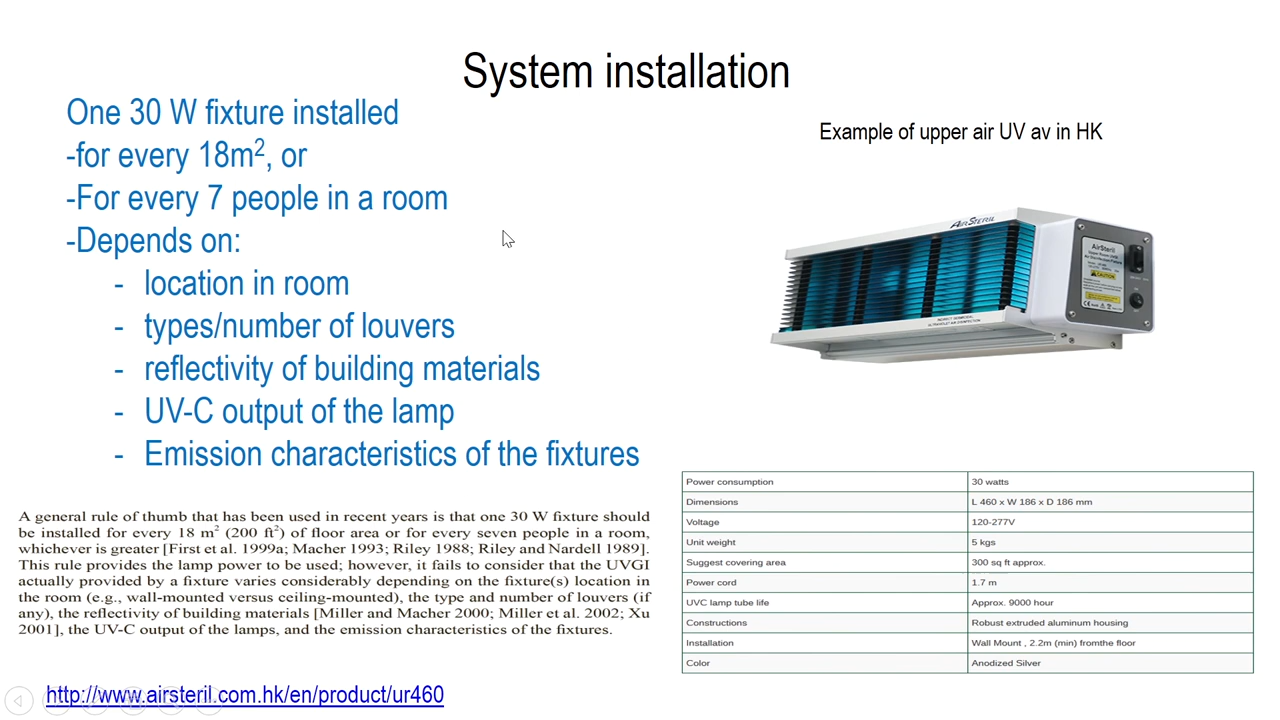 System installation
One 30 W fixture installed
-for every 18m², or
-For every 7 people in a room
-Depends on:
- location in room
- types/number of louvers
- reflectivity of building materials
- UV-C output of the lamp
- Emission characteristics of the fixtures
Example of upper air UV av in HK
AIRSTERIL
AirSteril
CAUTION
Power consumption 30 watts
Dimensions L 460 x W 186 x D 186 mm
Voltage 120-277V
Unit weight 5 kgs
Suggest covering area 300 sq ft approx.
Power cord 1.7 m
UVC lamp tube life Approx. 9000 hour
Constructions Robust extruded aluminum housing
Installation Wall Mount , 2.2m (min) fromthe floor
Color Anodized Silver
A general rule of thumb that has been used in recent years is that one 30 W fixture should
be installed for every 18 m² (200 ft²) of floor area or for every seven people in a room,
whichever is greater [First et al. 1999a; Macher 1993; Riley 1988; Riley and Nardell 1989].
This rule provides the lamp power to be used; however, it fails to consider that the UVGI
actually provided by a fixture varies considerably depending on the fixture(s) location in
the room (e.g., wall-mounted versus ceiling-mounted), the type and number of louvers (if
any), the reflectivity of building materials [Miller and Macher 2000; Miller et al. 2002; Xu
2001], the UV-C output of the lamps, and the emission characteristics of the fixtures.
http://www.airsteril.com.hk/en/product/ur460